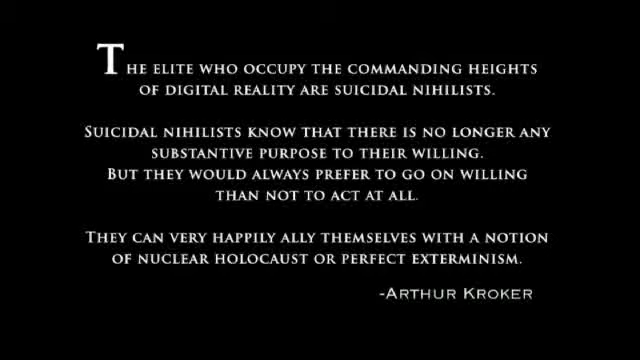 THE ELITE WHO OCCUPY THE COMMANDING HEIGHTS
OF DIGITAL REALITY ARE SUICIDAL NIHILISTS.
SUICIDAL NIHILISTS KNOW THAT THERE IS NO LONGER ANY
SUBSTANTIVE PURPOSE TO THEIR WILLING.
BUT THEY WOULD ALWAYS PREFER TO GO ON WILLING
THAN NOT TO ACT AT ALL.
THEY CAN VERY HAPPILY ALLY THEMSELVES WITH A NOTION
OF NUCLEAR HOLOCAUST OR PERFECT EXTERMINISM.
-ARTHUR KROKER